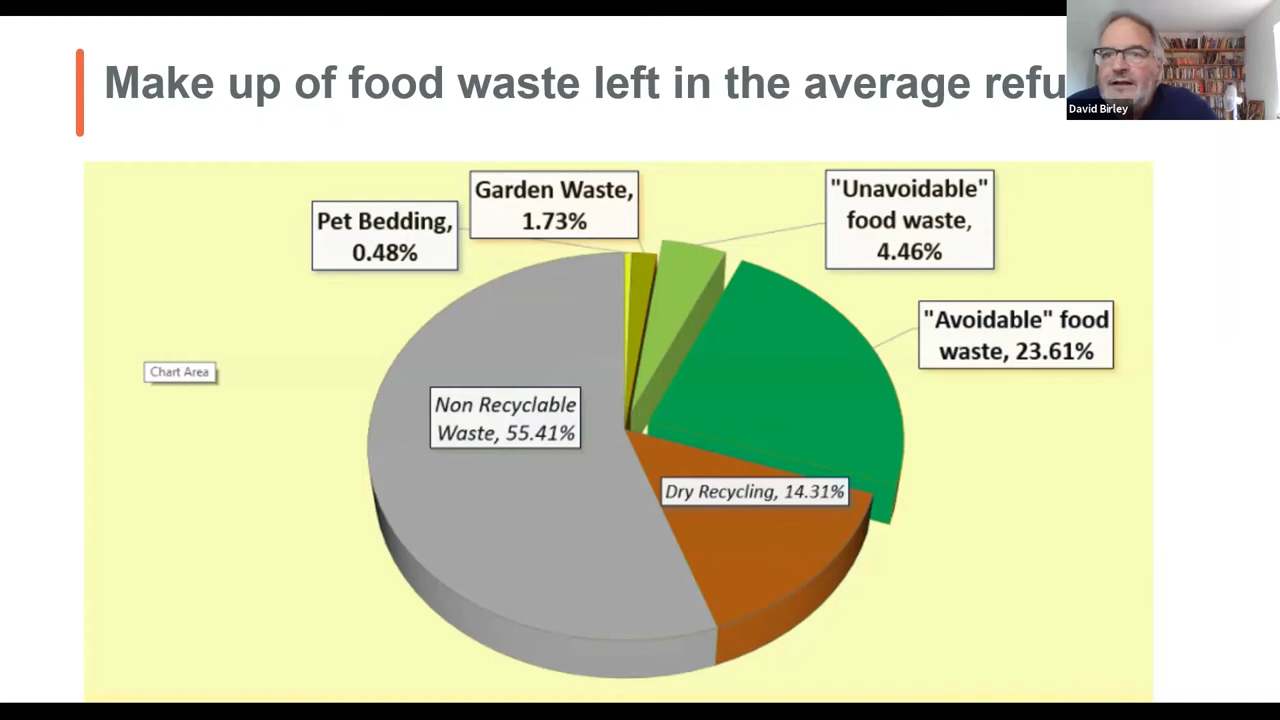 Make up of food waste left in the average refu
David Birley
Garden Waste,
1.73%
"Unavoidable"
food waste,
4.46%
Pet Bedding,
0.48%
"Avoidable" food
waste, 23.61%
Chart Area
Non Recyclable
Waste, 55.41%
Dry Recycling, 14.31%